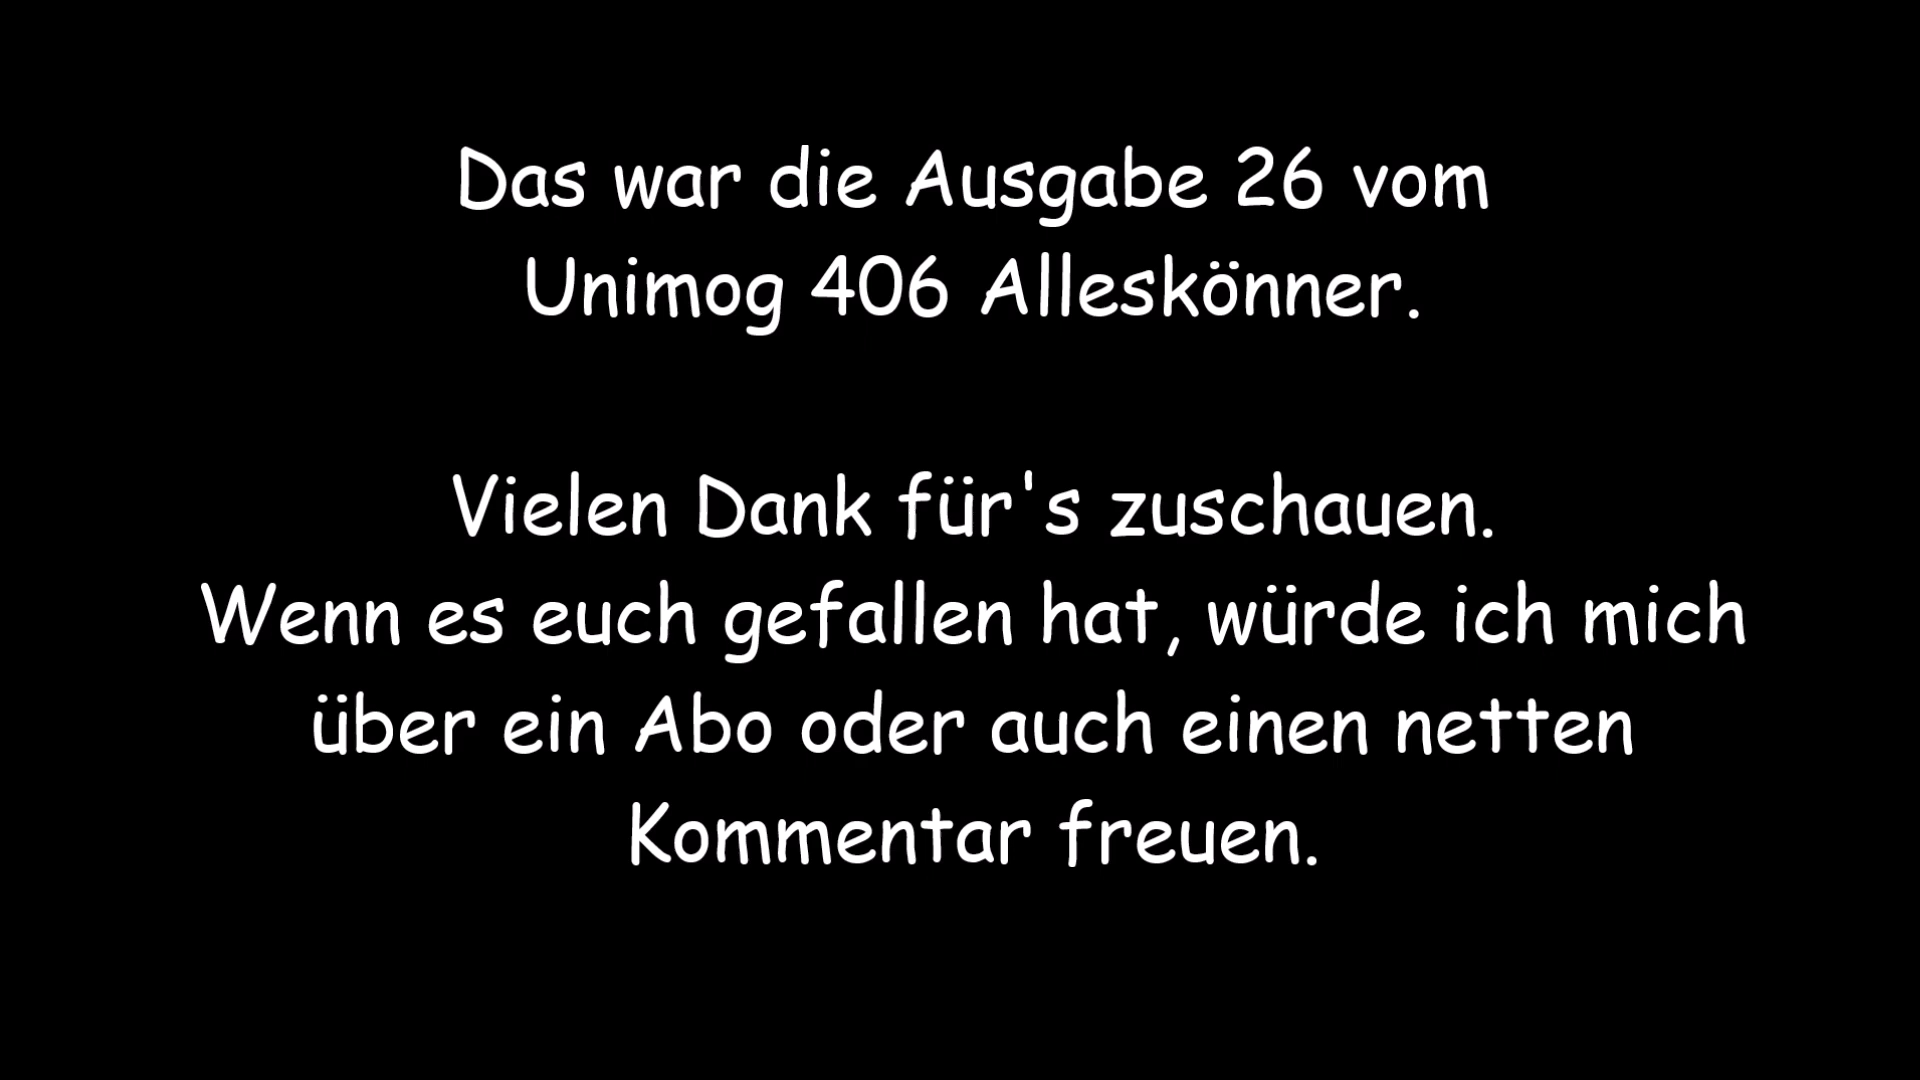 Das war die Ausgabe 26 vom
Unimog 406 Alleskönner.
Vielen Dank für's zuschauen.
Wenn es euch gefallen hat, würde ich mich
über ein Abo oder auch einen netten
Kommentar freuen.